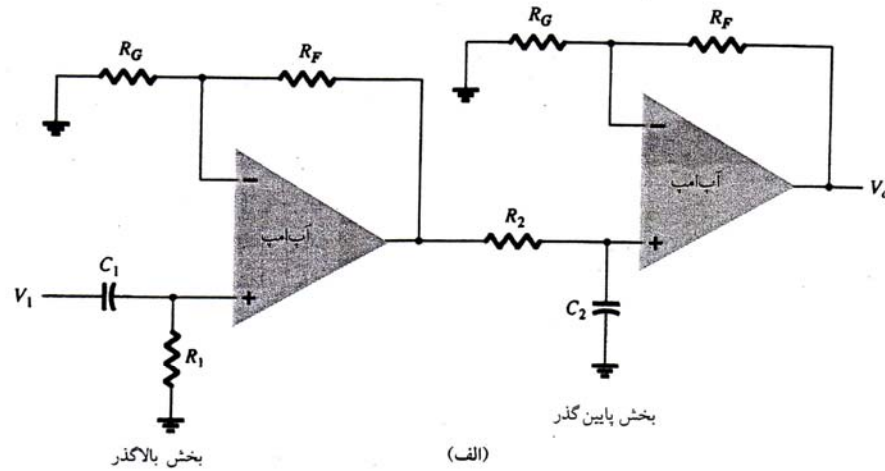 R_G
R_F
R_G
R_F
−
آپ‌امپ
+
−
آپ‌امپ
+
V_1
C_1
R_1
R_2
C_2
بخش بالاگذر
(الف)
بخش پایین گذر